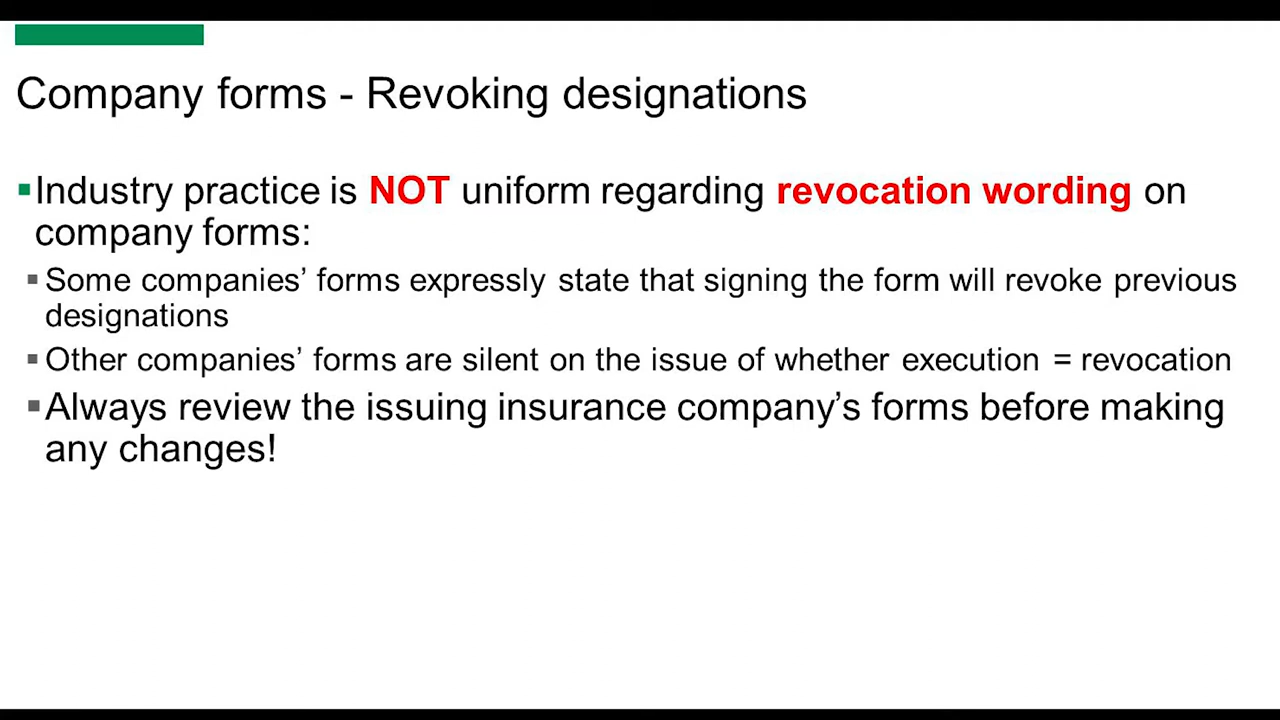 Company forms - Revoking designations
Industry practice is NOT uniform regarding revocation wording on
company forms:
Some companies’ forms expressly state that signing the form will revoke previous
designations
Other companies’ forms are silent on the issue of whether execution = revocation
Always review the issuing insurance company’s forms before making
any changes!